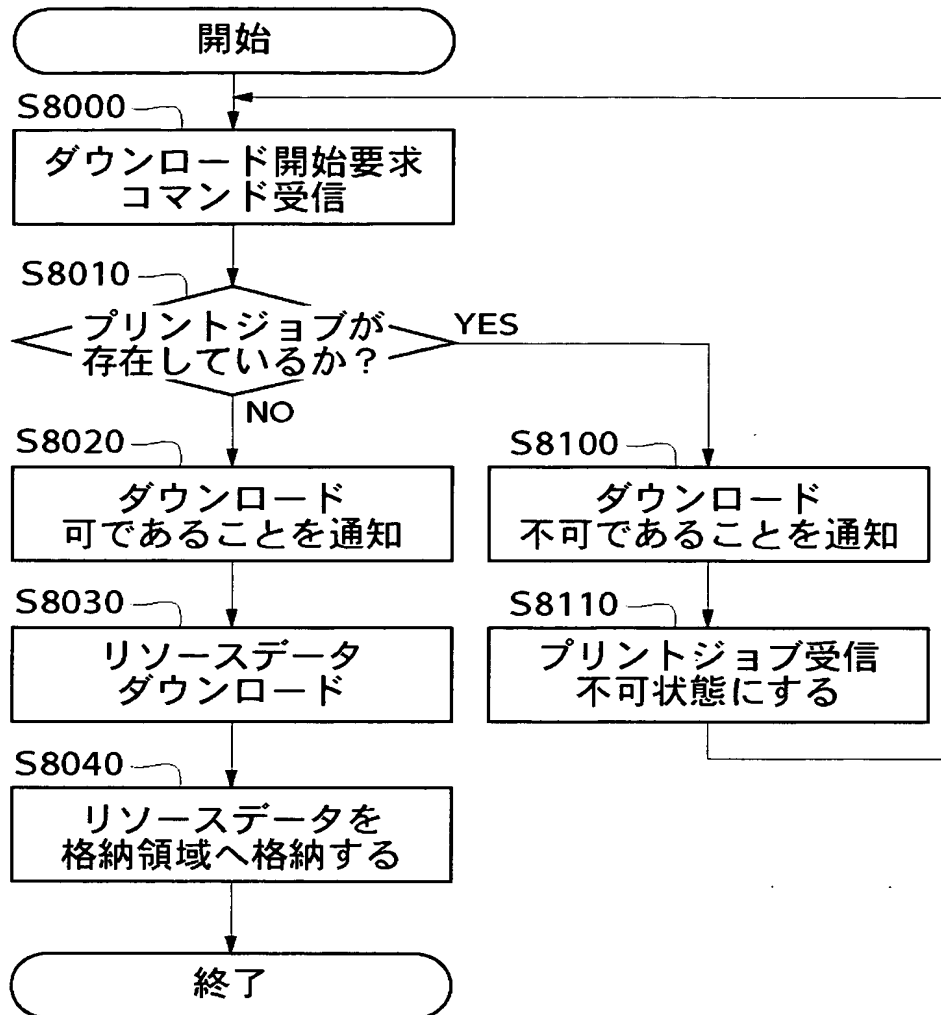 開始
S8000
ダウンロード開始要求
コマンド受信
S8010
プリントジョブが
存在しているか?
YES
NO
S8020
ダウンロード
可であることを通知
S8100
ダウンロード
不可であることを通知
S8030
リソースデータ
ダウンロード
S8110
プリントジョブ受信
不可状態にする
S8040
リソースデータを
格納領域へ格納する
終了